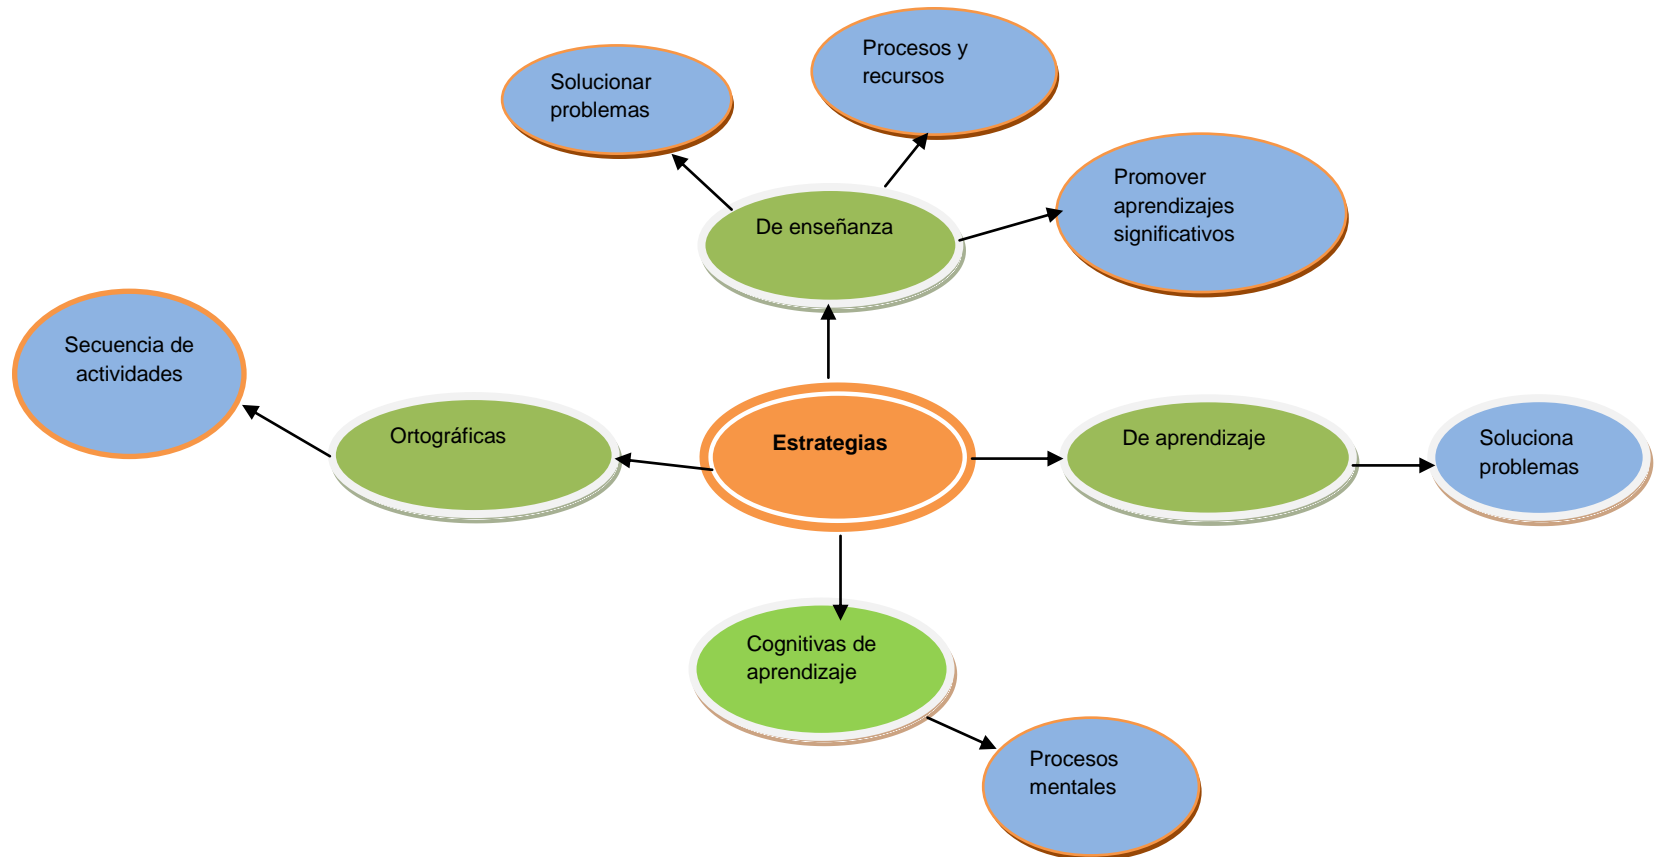 Procesos y
recursos
Solucionar
problemas
Promover
aprendizajes
significativos
De enseñanza
Secuencia de
actividades
Ortográficas
Estrategias
De aprendizaje
Soluciona
problemas
Cognitivas de
aprendizaje
Procesos
mentales